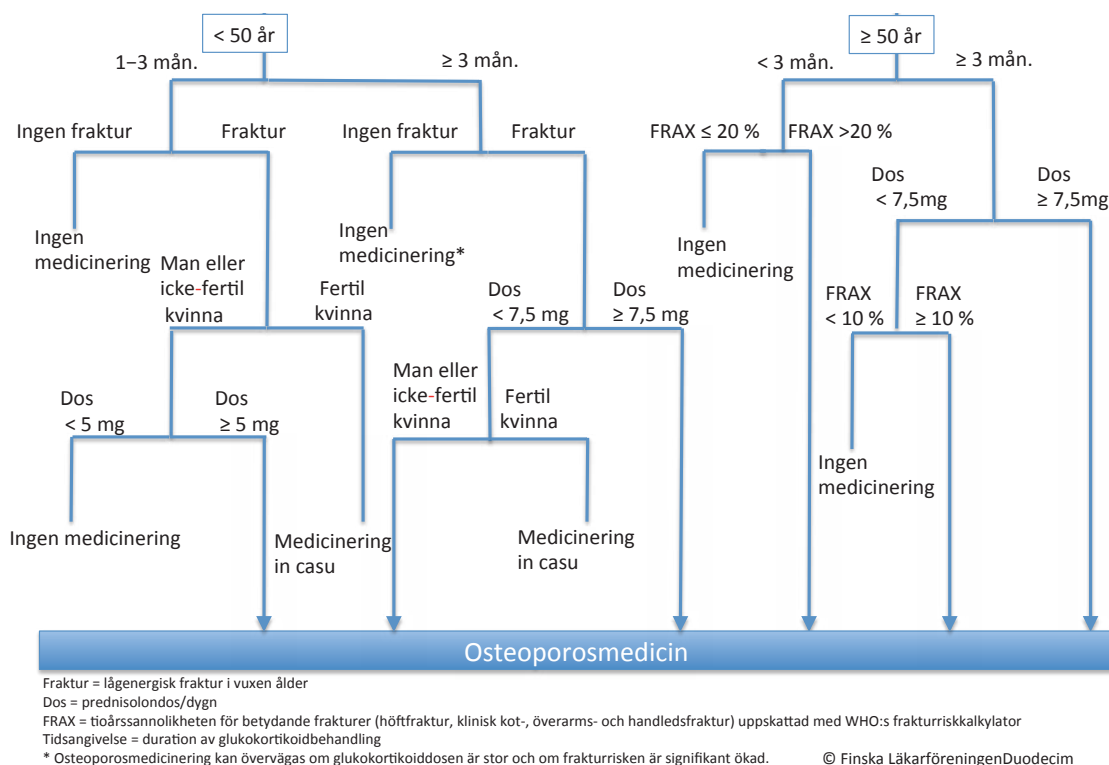 < 50 år
≥ 50 år
1–3 mån.
≥ 3 mån.
< 3 mån.
≥ 3 mån.
Ingen fraktur
Fraktur
Ingen fraktur
Fraktur
FRAX ≤ 20 %
FRAX >20 %
Dos
< 7,5mg
Dos
≥ 7,5mg
Ingen
medicinering
Man eller
icke-fertil
kvinna
Fertil
kvinna
Ingen
medicinering*
Dos
< 7,5 mg
Dos
≥ 7,5 mg
Ingen
medicinering
FRAX
< 10 %
FRAX
≥ 10 %
Dos
< 5 mg
Dos
≥ 5 mg
Man eller
icke-fertil
kvinna
Fertil
kvinna
Ingen
medicinering
Ingen medicinering
Medicinering
in casu
Medicinering
in casu
Osteoporosmedicin
Fraktur = lågenergisk fraktur i vuxen ålder
Dos = prednisolondos/dygn
FRAX = tioårssannolikheten för betydande frakturer (höftfraktur, klinisk kot-, överarms- och handledsfraktur) uppskattad med WHO:s frakturriskkalkylator
Tidsangivelse = duration av glukokortikoidbehandling
* Osteoporosmedicinering kan övervägas om glukokortikoiddosen är stor och om frakturrisken är signifikant ökad.
© Finska LäkarföreningenDuodecim